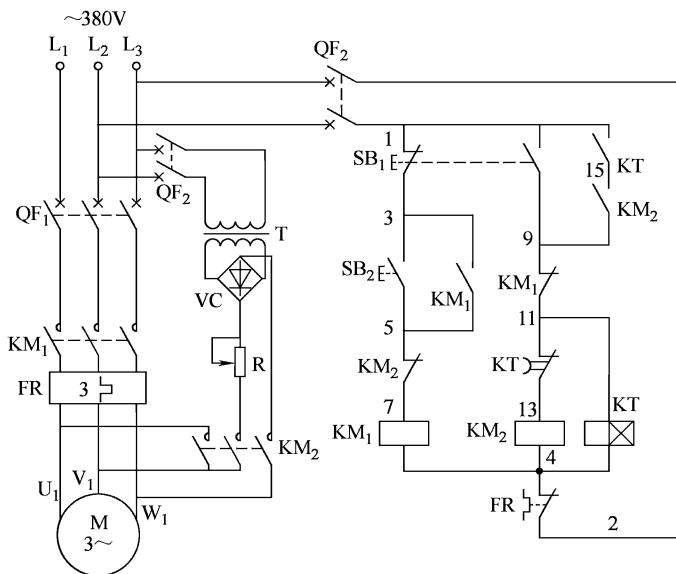 ~380V
L1 L2 L3
QF2
1
SB1
15 KT
QF2
QF1
KM2
T
3
9
SB2
KM1
KM1
VC
5
11
KM1
R
KM2
KT
FR 3
7
13
KT
KM1
KM2
KM2
4
V1
U1
W1
FR
M
3~
2